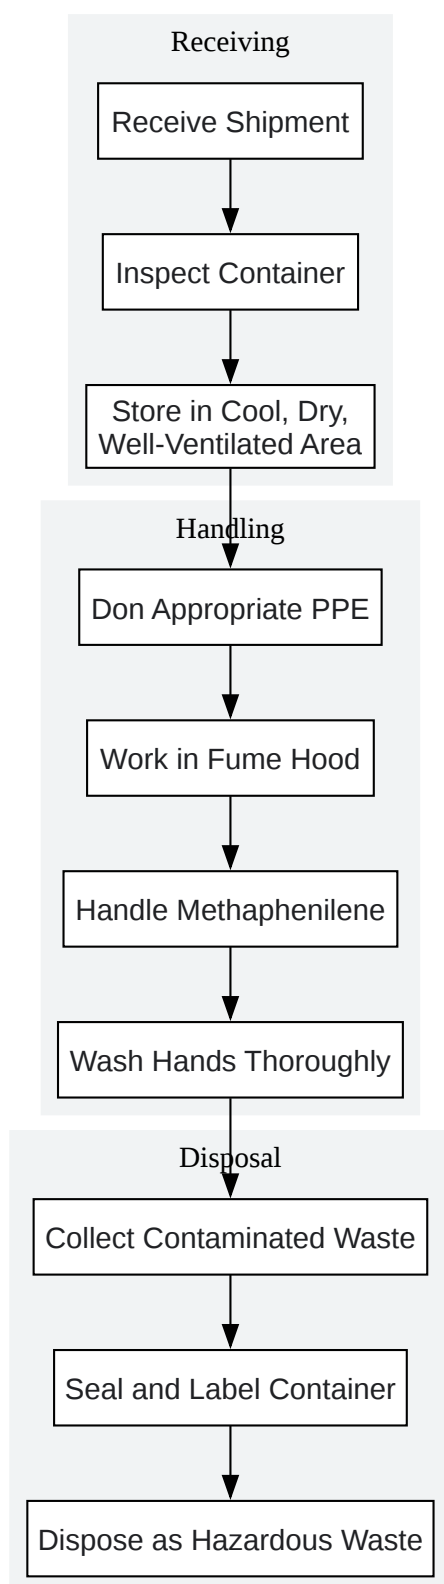 Receiving
Receive Shipment
Inspect Container
Store in Cool, Dry,
Well-Ventilated Area
Handling
Don Appropriate PPE
Work in Fume Hood
Handle Methaphenilene
Wash Hands Thoroughly
Disposal
Collect Contaminated Waste
Seal and Label Container
Dispose as Hazardous Waste